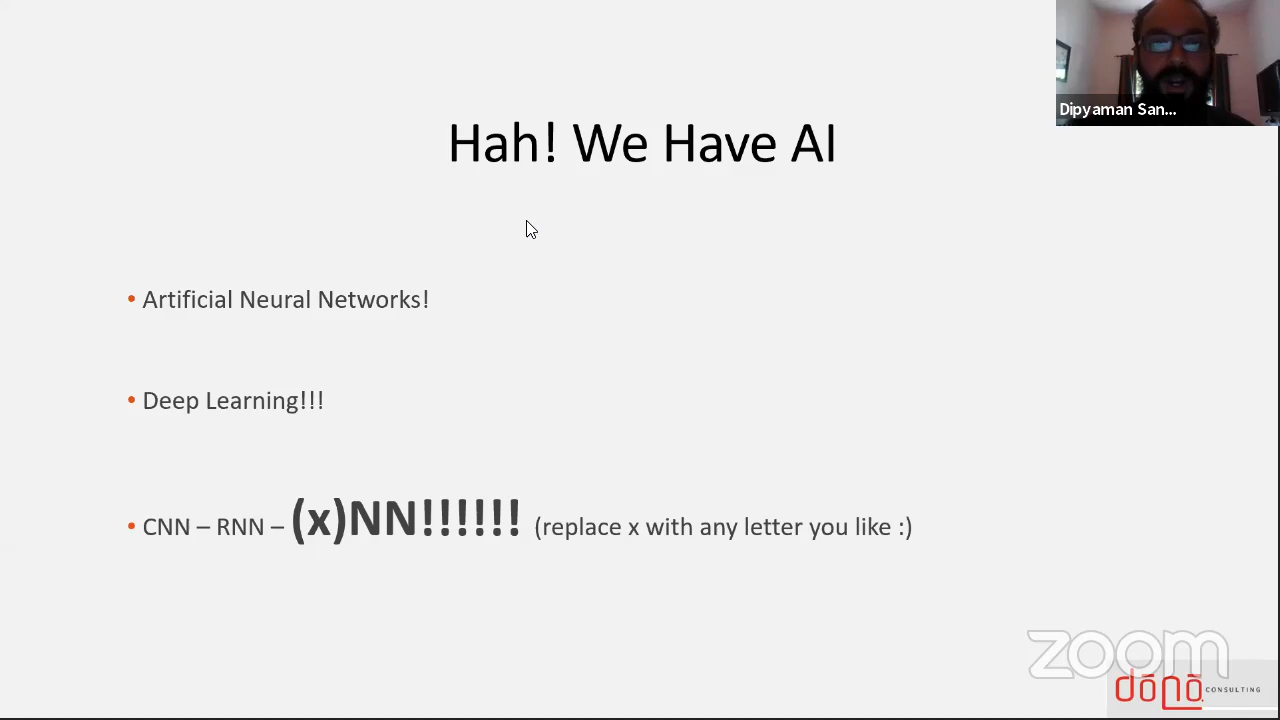 Dipyaman San...
Hah! We Have AI
• Artificial Neural Networks!
• Deep Learning!!!
• CNN – RNN – (x)NN!!!!!! (replace x with any letter you like :)
zoom
dānā CONSULTING